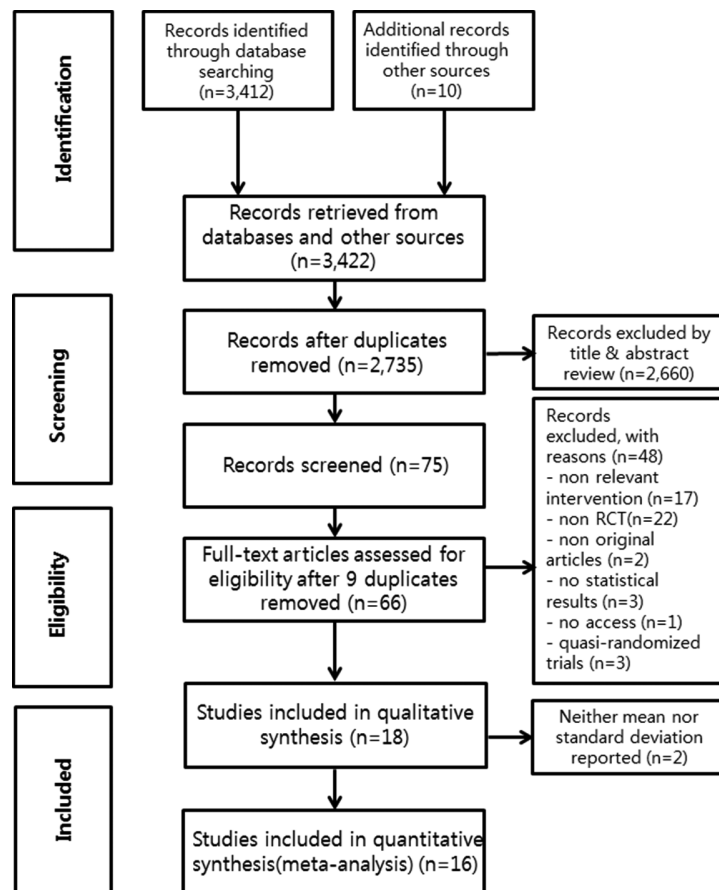 Identification
Records identified
through database
searching
(n=3,412)
Additional records
identified through
other sources
(n=10)
Records retrieved from
databases and other sources
(n=3,422)
Screening
Records after duplicates
removed (n=2,735)
Records excluded by
title & abstract
review (n=2,660)
Records screened (n=75)
Records
excluded, with
reasons (n=48)
- non relevant
intervention (n=17)
- non RCT(n=22)
- non original
articles (n=2)
- no statistical
results (n=3)
- no access (n=1)
- quasi-randomized
trials (n=3)
Eligibility
Full-text articles assessed for
eligibility after 9 duplicates
removed (n=66)
Included
Studies included in qualitative
synthesis (n=18)
Neither mean nor
standard deviation
reported (n=2)
Studies included in quantitative
synthesis(meta-analysis) (n=16)